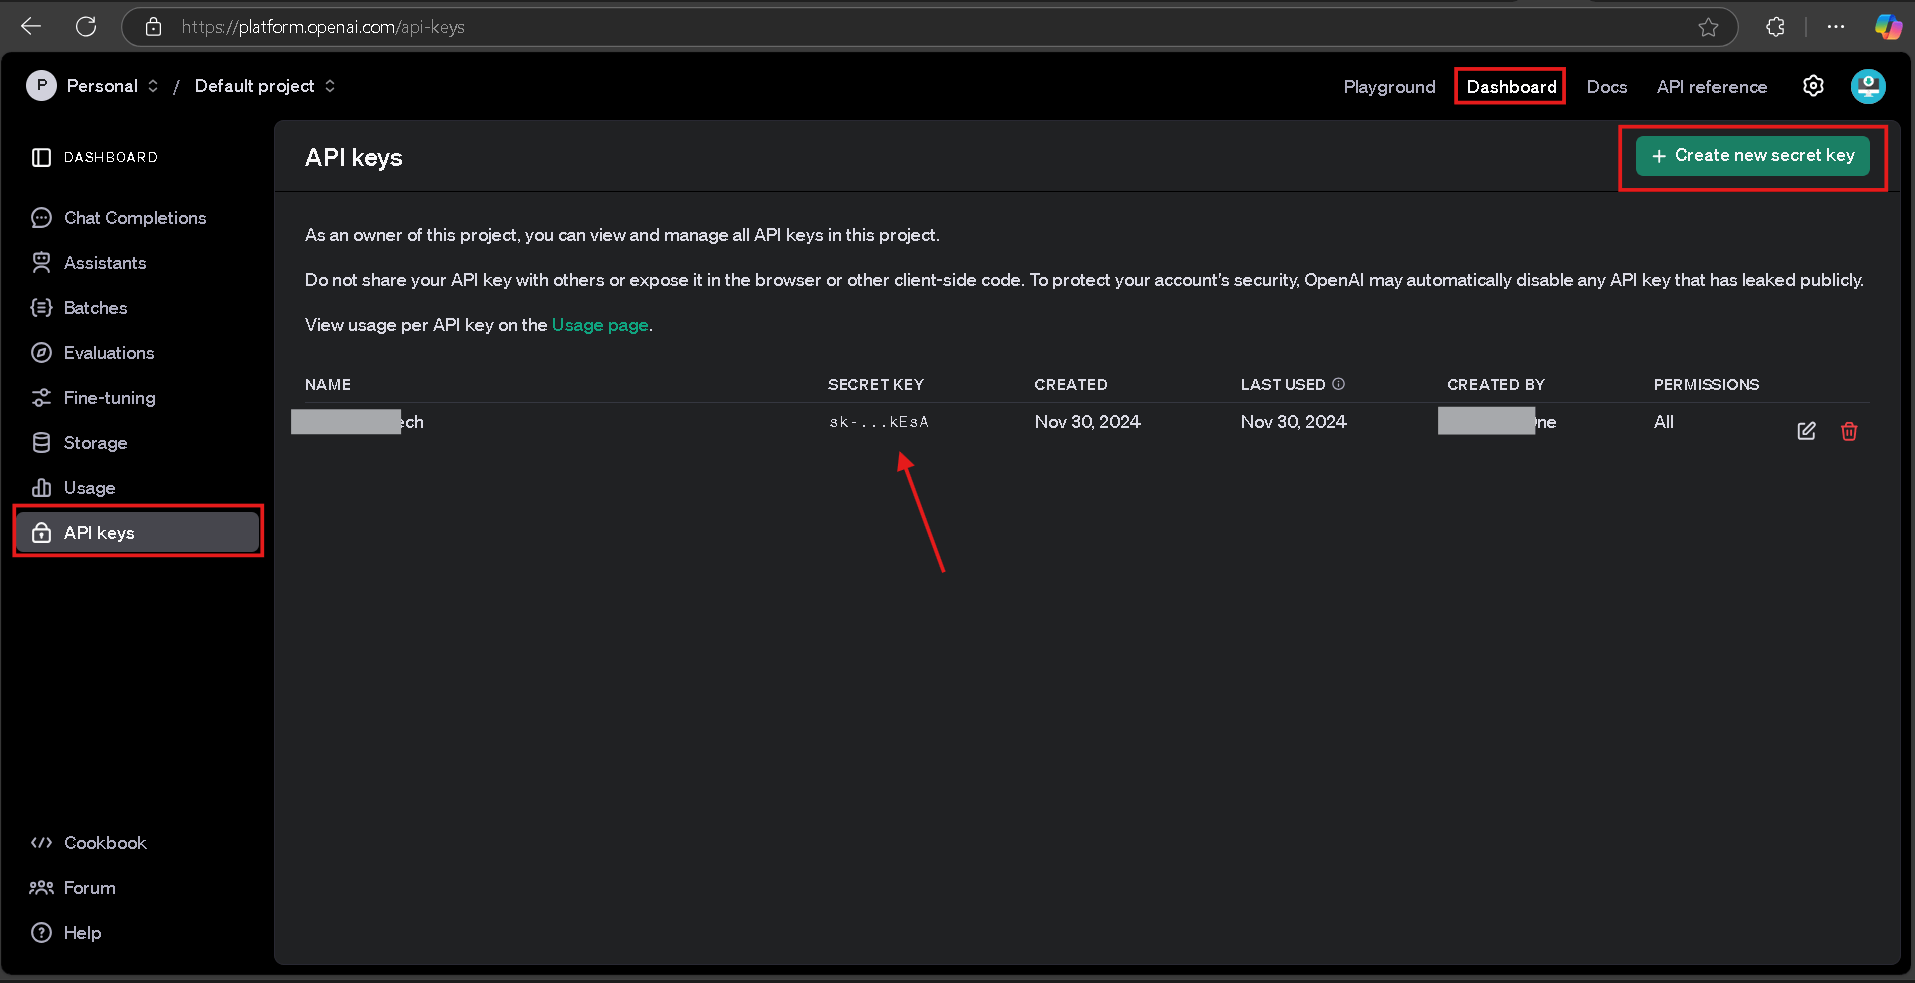 https://platform.openai.com/api-keys
P Personal / Default project
Playground Dashboard Docs API reference
DASHBOARD
Chat Completions
Assistants
Batches
Evaluations
Fine-tuning
Storage
Usage
API keys
Cookbook
Forum
Help
API keys
+ Create new secret key
As an owner of this project, you can view and manage all API keys in this project.
Do not share your API key with others or expose it in the browser or other client-side code. To protect your account's security, OpenAI may automatically disable any API key that has leaked publicly.
View usage per API key on the Usage page.
NAME SECRET KEY CREATED LAST USED CREATED BY PERMISSIONS
ech sk-...kEsA Nov 30, 2024 Nov 30, 2024 ne All